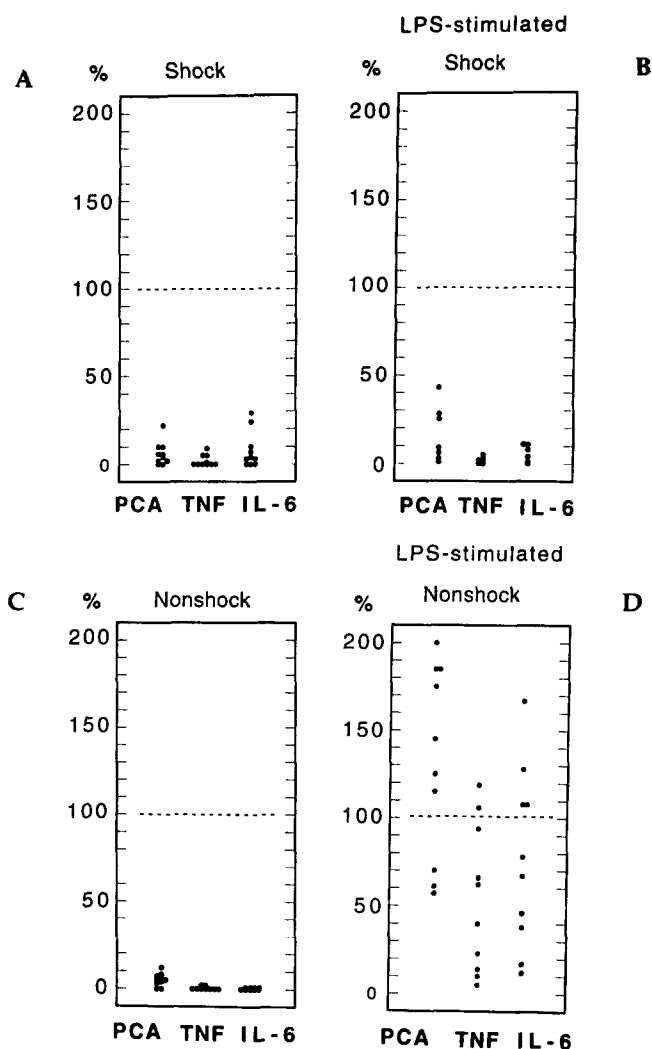 LPS-stimulated
A
%
Shock
Shock
B
200
150
100
50
0
200
150
100
50
0
PCA TNF IL-6
PCA TNF IL-6
LPS-stimulated
C
%
Nonshock
%
Nonshock
D
200
150
100
50
0
200
150
100
50
0
PCA TNF IL-6
PCA TNF IL-6